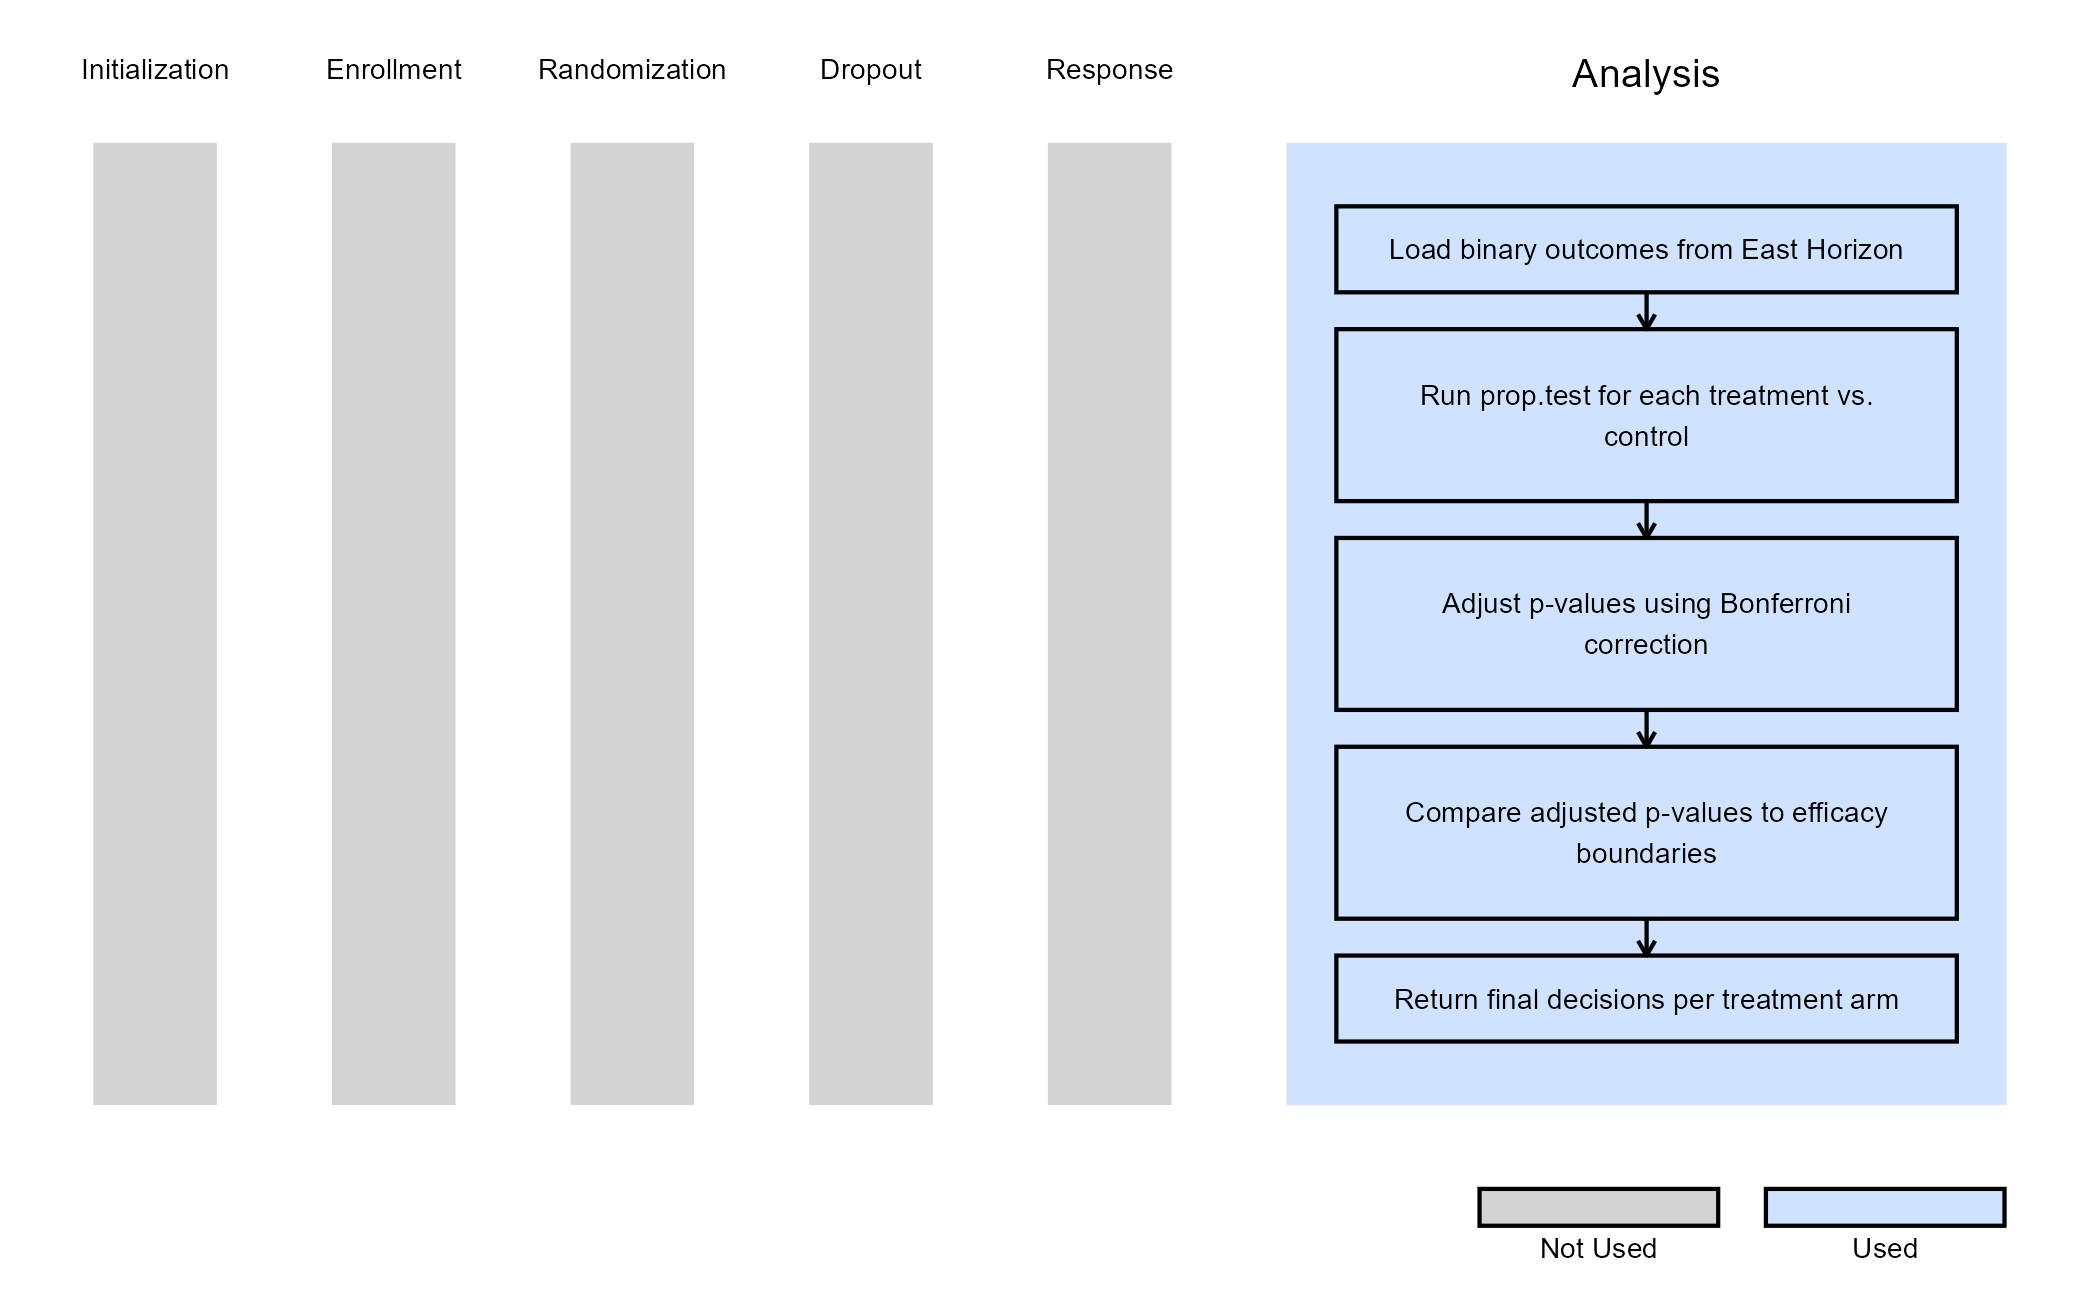 Initialization
Enrollment
Randomization
Dropout
Response
Analysis
Load binary outcomes from East Horizon
Run prop.test for each treatment vs.
control
Adjust p-values using Bonferroni
correction
Compare adjusted p-values to efficacy
boundaries
Return final decisions per treatment arm
Not Used
Used